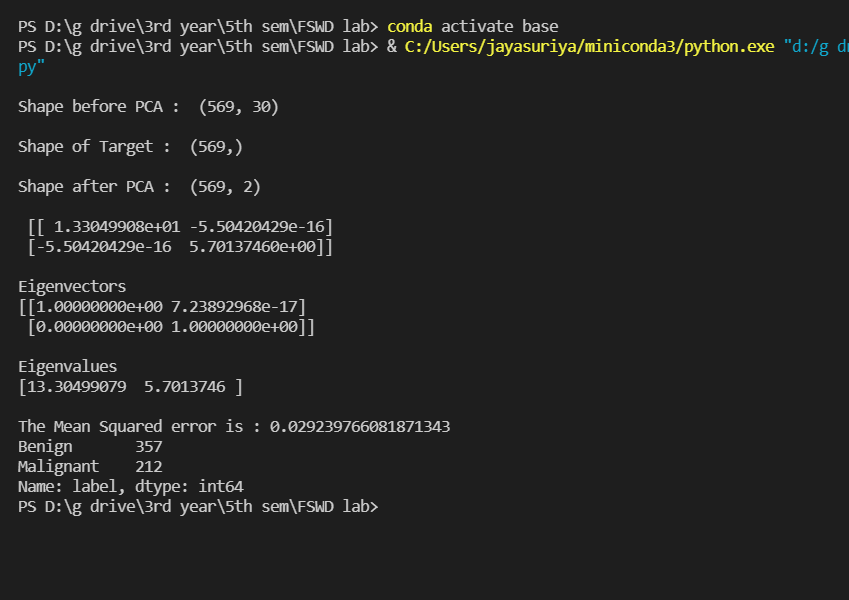 PS D:\g drive\3rd year\5th sem\FSWD lab> conda activate base
PS D:\g drive\3rd year\5th sem\FSWD lab> & C:/Users/jayasuriya/miniconda3/python.exe "d:/g dr
py"
Shape before PCA :  (569, 30)
Shape of Target :  (569,)
Shape after PCA :  (569, 2)
[[ 1.33049908e+01 -5.50420429e-16]
[-5.50420429e-16  5.70137460e+00]]
Eigenvectors
[[1.00000000e+00 7.23892968e-17]
[0.00000000e+00 1.00000000e+00]]
Eigenvalues
[13.30499079  5.7013746 ]
The Mean Squared error is : 0.029239766081871343
Benign       357
Malignant    212
Name: label, dtype: int64
PS D:\g drive\3rd year\5th sem\FSWD lab>